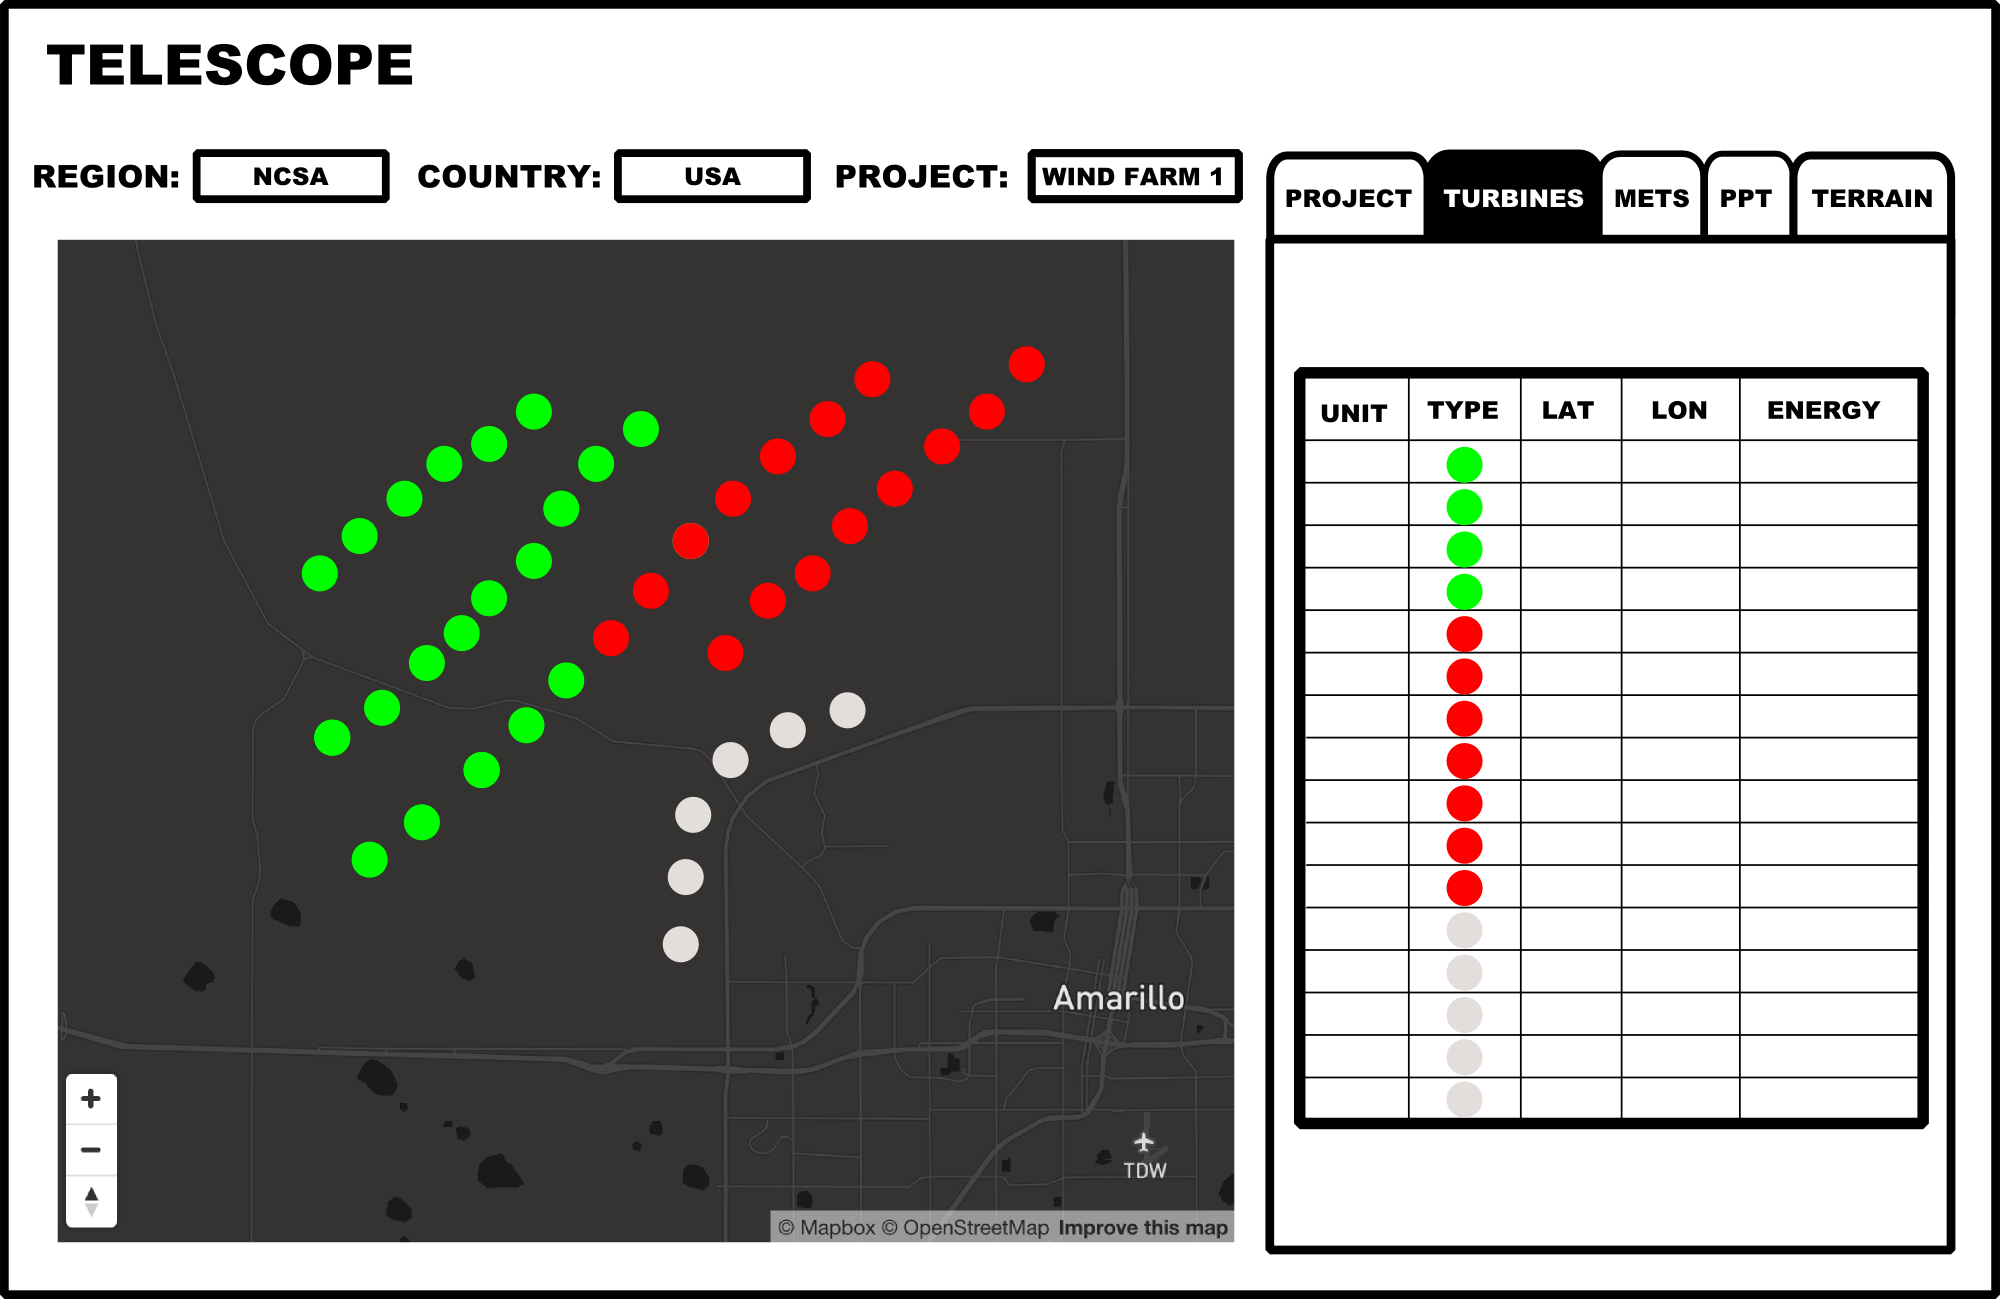 TELESCOPE
REGION: NCSA COUNTRY: USA PROJECT: WIND FARM 1
PROJECT TURBINES METS PPT TERRAIN
UNIT TYPE LAT LON ENERGY
Amarillo
TDW
© Mapbox © OpenStreetMap Improve this map